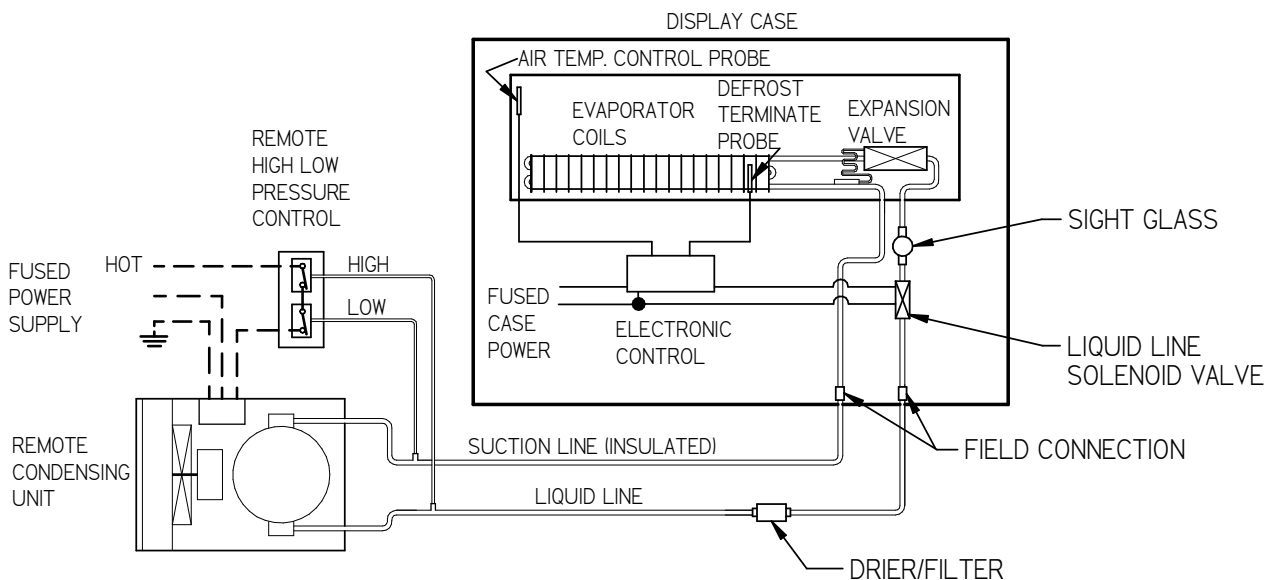 DISPLAY CASE
AIR TEMP. CONTROL PROBE
EVAPORATOR
COILS
DEFROST
TERMINATE
PROBE
EXPANSION
VALVE
REMOTE
HIGH LOW
PRESSURE
CONTROL
SIGHT GLASS
FUSED
POWER
SUPPLY
HOT
HIGH
LOW
FUSED
CASE
POWER
ELECTRONIC
CONTROL
LIQUID LINE
SOLENOID VALVE
REMOTE
CONDENSING
UNIT
SUCTION LINE (INSULATED)
FIELD CONNECTION
LIQUID LINE
DRIER/FILTER